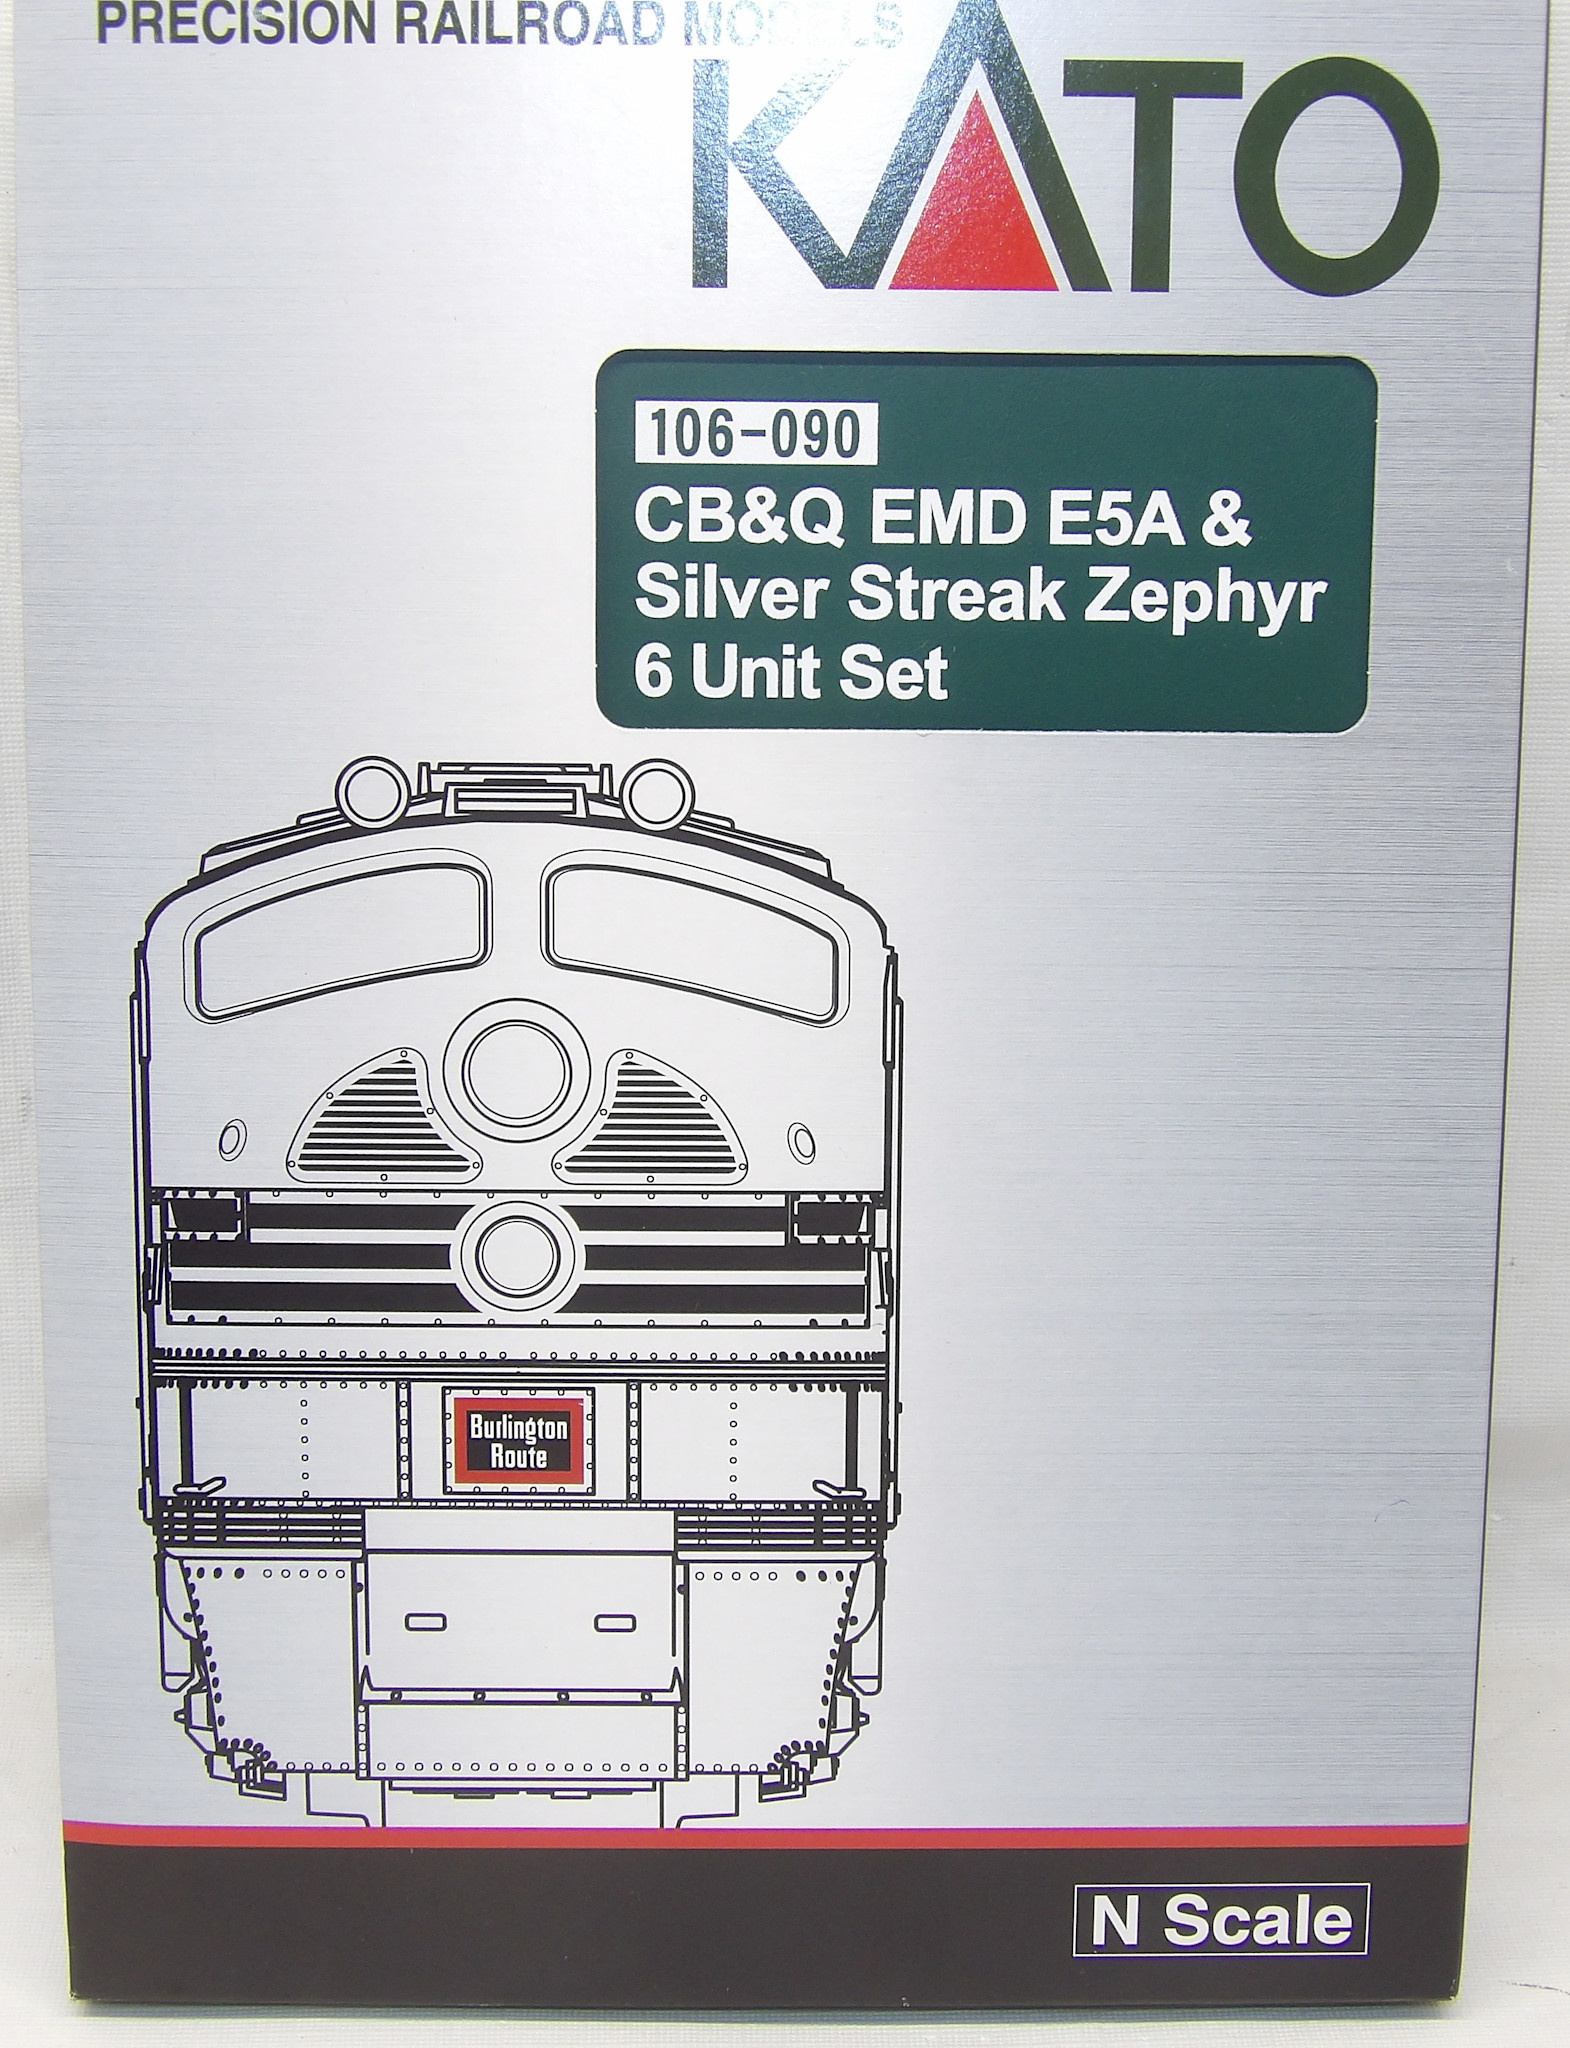 PRECISION RAILROAD MODELS
KATO
106-090
CB&Q EMD E5A &
Silver Streak Zephyr
6 Unit Set
Burlington
Route
N Scale